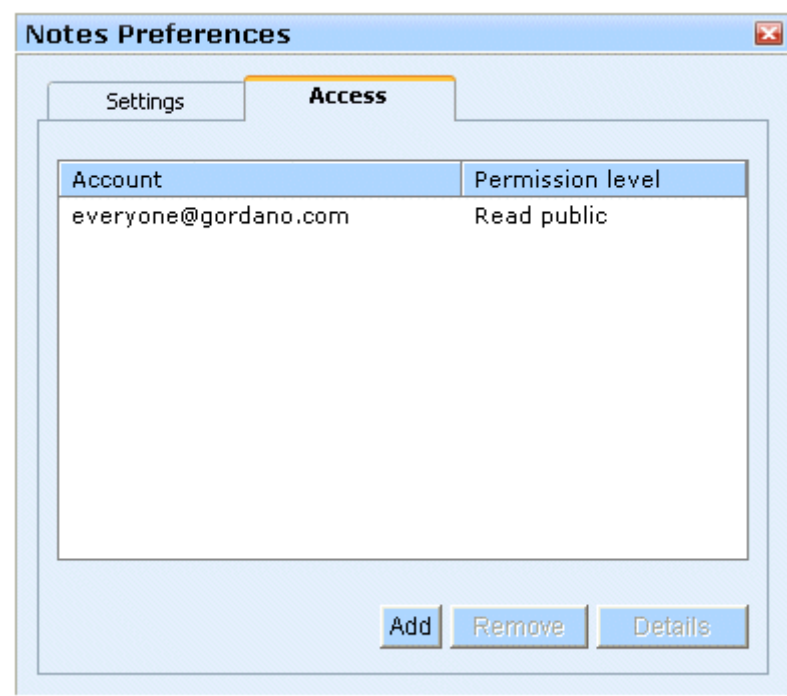 Notes Preferences
Settings Access
Account Permission level
everyone@gordano.com Read public
Add Remove Details